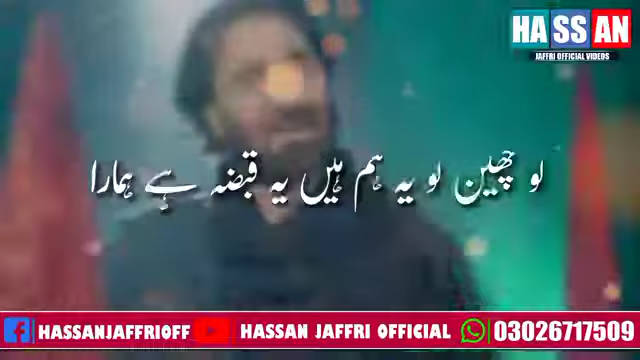 HASSAN
JAFFRI OFFICIAL VIDEOS
لو چھین لو یہ ہم ہیں یہ قبضہ ہے ہمارا
HASSANJAFFRIOFF HASSAN JAFFRI OFFICIAL 03026717509